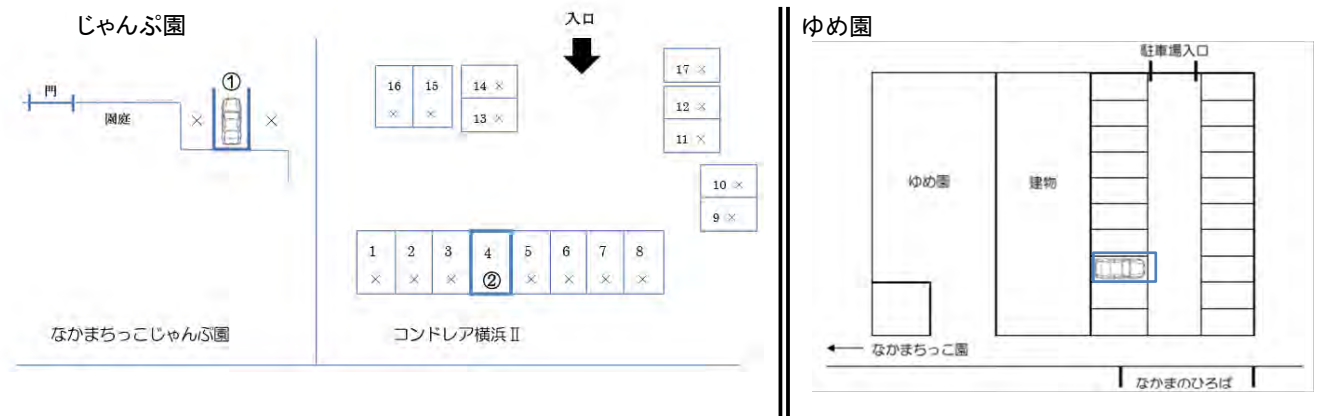 じゃんぷ園
門
園庭
① 
× ×
なかまちっこじゃんぷ園
入口
16 15 14 ×
× × 13 ×
17 ×
12 ×
11 ×
10 ×
9 ×
1 2 3 4 5 6 7 8
× × × ② × × × ×
コンドレア横浜Ⅱ
ゆめ園
駐車場入口
ゆめ園
建物
← なかまちっこ園
なかまのひろば